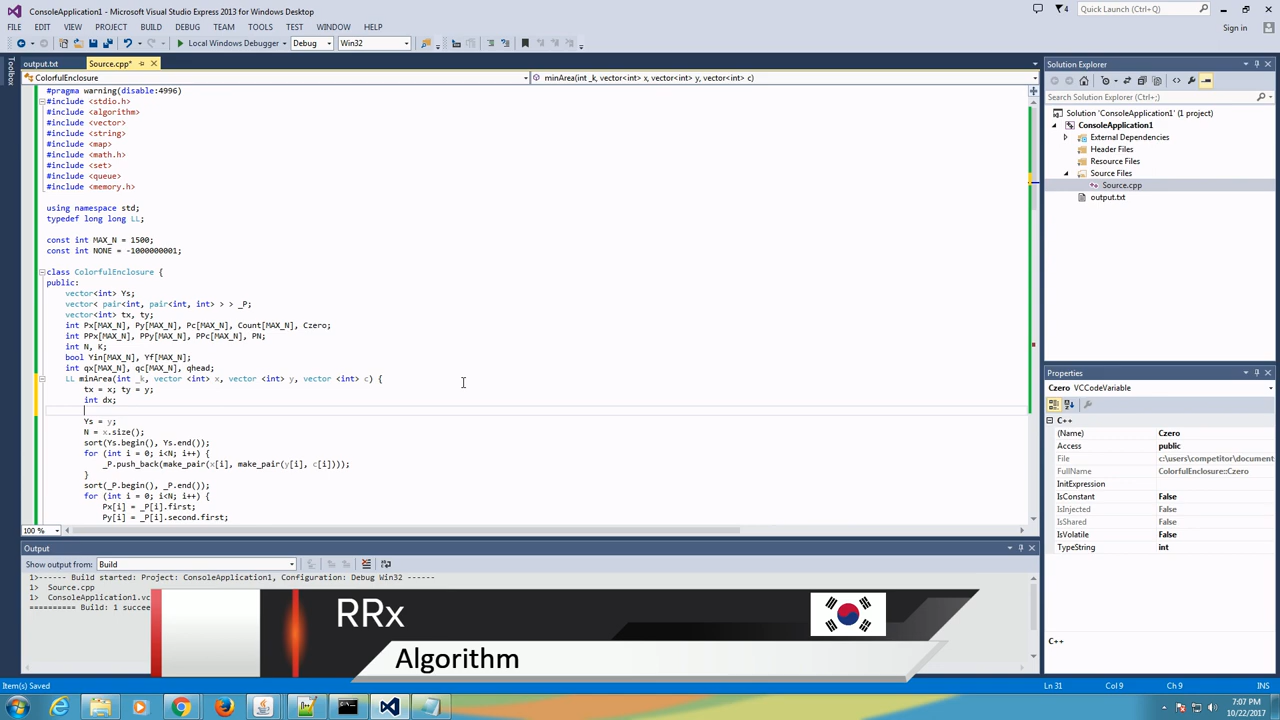 ConsoleApplication1 - Microsoft Visual Studio Express 2013 for Windows Desktop
4
Quick Launch (Ctrl+Q)
FILE EDIT VIEW PROJECT BUILD DEBUG TEAM TOOLS TEST WINDOW HELP
Sign in
Local Windows Debugger Debug Win32
Toolbox
output.txt Source.cpp*
ColorfulEnclosure minArea(int _k, vector<int> x, vector<int> y, vector<int> c)
#pragma warning(disable:4996)
#include <stdio.h>
#include <algorithm>
#include <vector>
#include <string>
#include <map>
#include <math.h>
#include <set>
#include <queue>
#include <memory.h>
using namespace std;
typedef long long LL;
const int MAX_N = 1500;
const int NONE = -1000000001;
class ColorfulEnclosure {
public:
vector<int> Ys;
vector< pair<int, pair<int, int> > > _P;
vector<int> tx, ty;
int Px[MAX_N], Py[MAX_N], Pc[MAX_N], Count[MAX_N], Czero;
int PPx[MAX_N], PPy[MAX_N], PPc[MAX_N], PN;
int N, K;
bool Yin[MAX_N], Yf[MAX_N];
int qx[MAX_N], qc[MAX_N], qhead;
LL minArea(int _k, vector <int> x, vector <int> y, vector <int> c) {
tx = x; ty = y;
int dx;
Ys = y;
N = x.size();
sort(Ys.begin(), Ys.end());
for (int i = 0; i<N; i++) {
_P.push_back(make_pair(x[i], make_pair(y[i], c[i])));
}
sort(_P.begin(), _P.end());
for (int i = 0; i<N; i++) {
Px[i] = _P[i].first;
Py[i] = _P[i].second.first;
100 %
Solution Explorer
Search Solution Explorer (Ctrl+;)
Solution 'ConsoleApplication1' (1 project)
ConsoleApplication1
External Dependencies
Header Files
Resource Files
Source Files
Source.cpp
output.txt
Properties
Czero VCCodeVariable
C++
(Name) Czero
Access public
File c:\users\competitor\document
FullName ColorfulEnclosure::Czero
InitExpression
IsConstant False
IsInjected False
IsShared False
IsVolatile False
TypeString int
C++
Output
Show output from: Build
1>------ Build started: Project: ConsoleApplication1, Configuration: Debug Win32 ------
1> Source.cpp
1> ConsoleApplication1.vc
========== Build: 1 succee
RRx
Algorithm
Item(s) Saved Ln 31 Col 9 Ch 9 INS
7:07 PM
10/22/2017